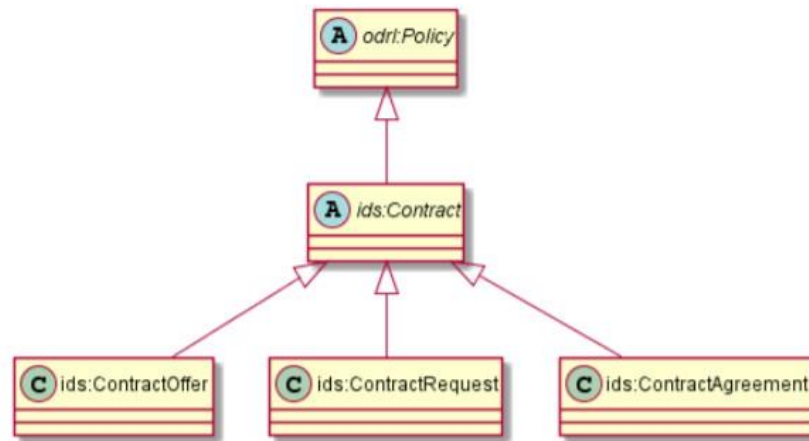 A odrl:Policy
A ids:Contract
C ids:ContractOffer
C ids:ContractRequest
C ids:ContractAgreement